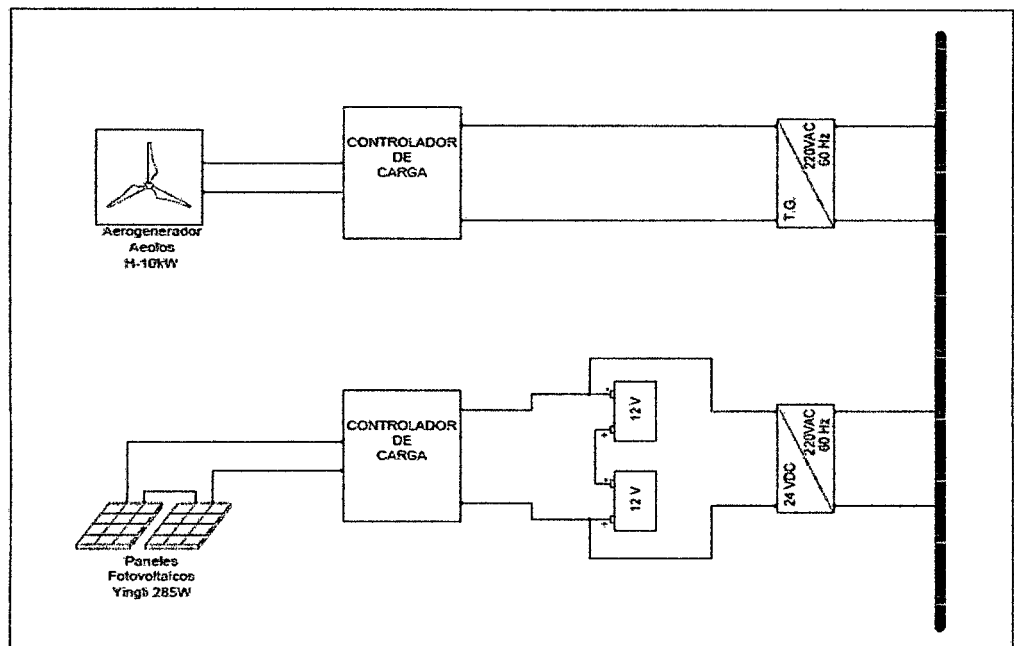 CONTROLADOR
DE
CARGA
220VAC
60 Hz
T.G.
Aerogenerador
Aeolos
H-10kW
CONTROLADOR
DE
CARGA
12 V
12 V
220VAC
60 Hz
24 VDC
Paneles
Fotovoltaicos
Yingli 285W